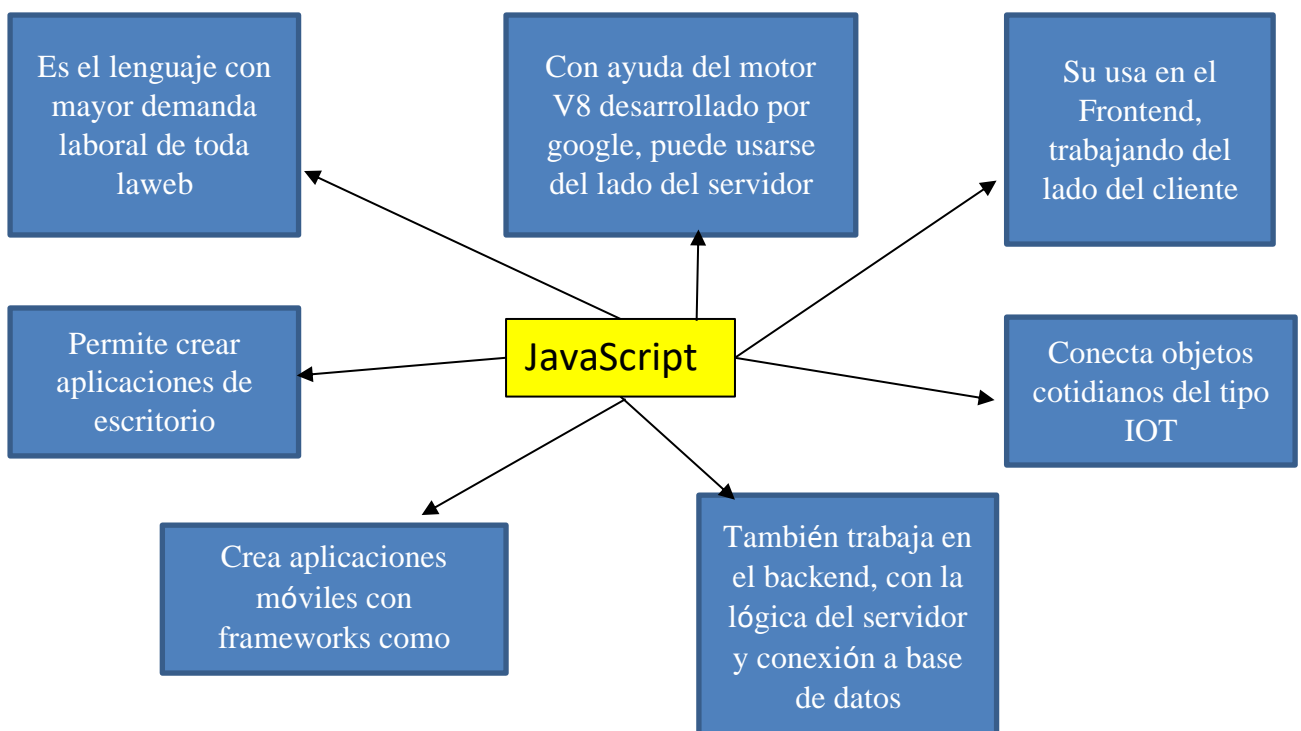 Es el lenguaje con
mayor demanda
laboral de toda
laweb
Con ayuda del motor
V8 desarrollado por
google, puede usarse
del lado del servidor
Su usa en el
Frontend,
trabajando del
lado del cliente
Permite crear
aplicaciones de
escritorio
JavaScript
Conecta objetos
cotidianos del tipo
IOT
Crea aplicaciones
móviles con
frameworks como
También trabaja en
el backend, con la
lógica del servidor
y conexión a base
de datos